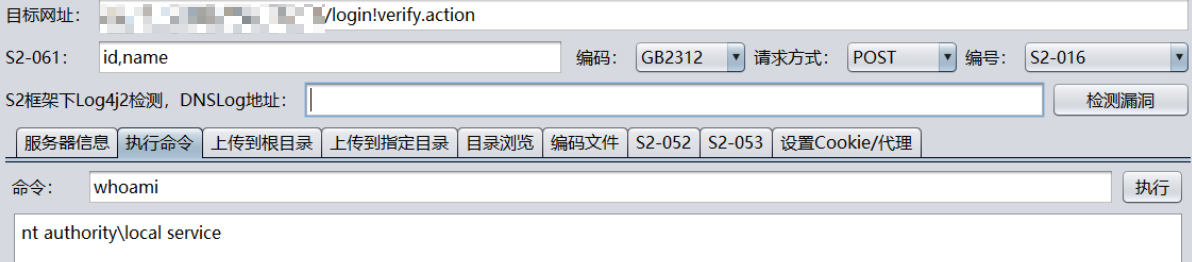 目标网址： /login!verify.action
S2-061： id,name 编码： GB2312 请求方式： POST 编号： S2-016
S2框架下Log4j2检测，DNSLog地址： 检测漏洞
服务器信息 执行命令 上传到根目录 上传到指定目录 目录浏览 编码文件 S2-052 S2-053 设置Cookie/代理
命令： whoami 执行
nt authority\local service